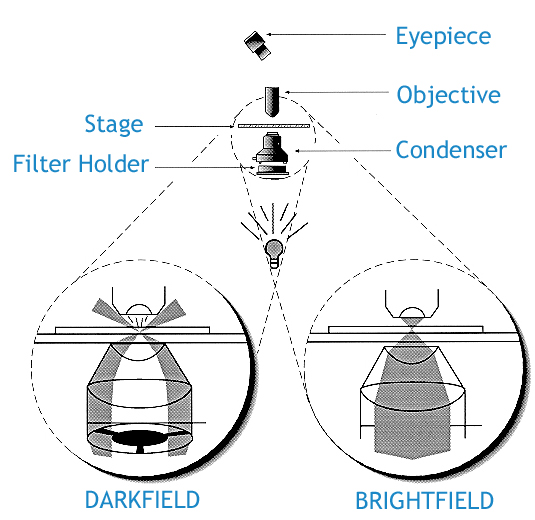 Eyepiece
Objective
Stage
Condenser
Filter Holder
DARKFIELD
BRIGHTFIELD